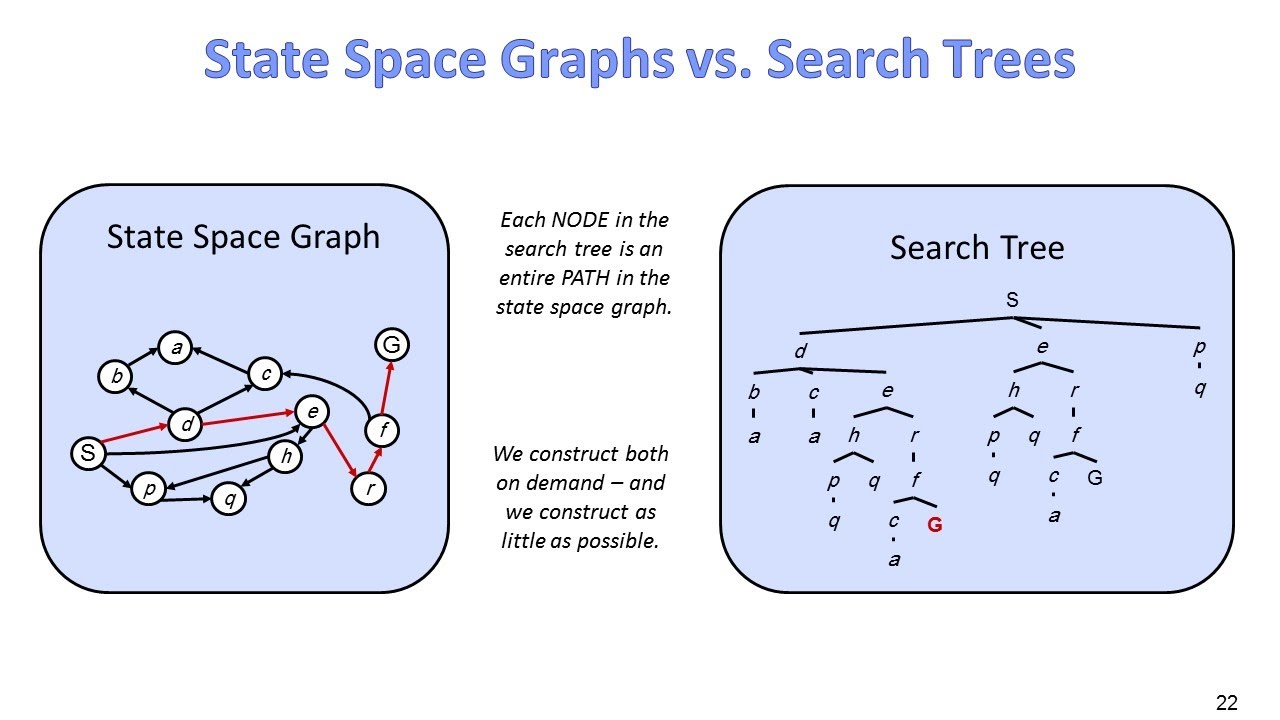 State Space Graphs vs. Search Trees
State Space Graph
a
G
b
c
d
e
f
S
h
p
q
r
Each NODE in the
search tree is an
entire PATH in the
state space graph.
We construct both
on demand – and
we construct as
little as possible.
Search Tree
S
d e p
b c e h r q
a a h r p q f
p q f q c G
q c G a
a
22